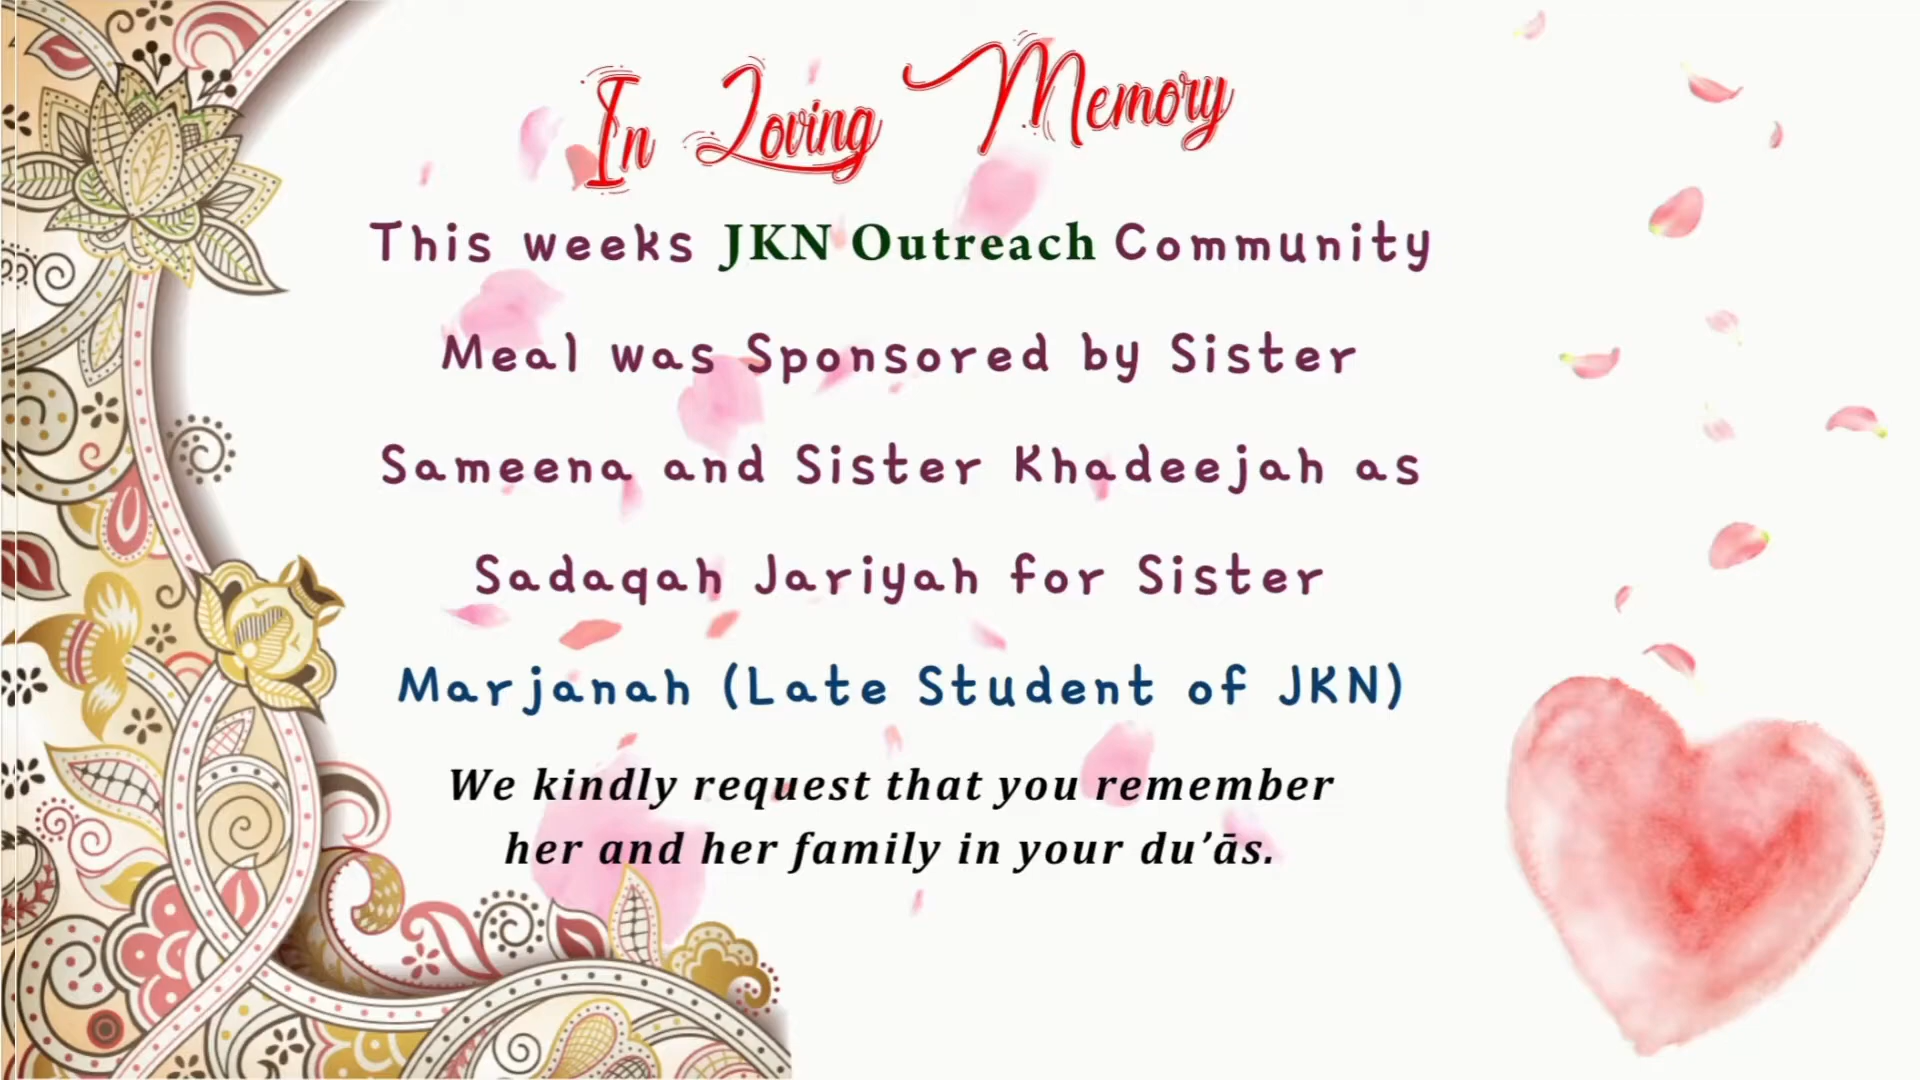 In Loving Memory
This weeks JKN Outreach Community
Meal was Sponsored by Sister
Sameena and Sister Khadeejah as
Sadaqah Jariyah for Sister
Marjanah (Late Student of JKN)
We kindly request that you remember
her and her family in your du’ās.